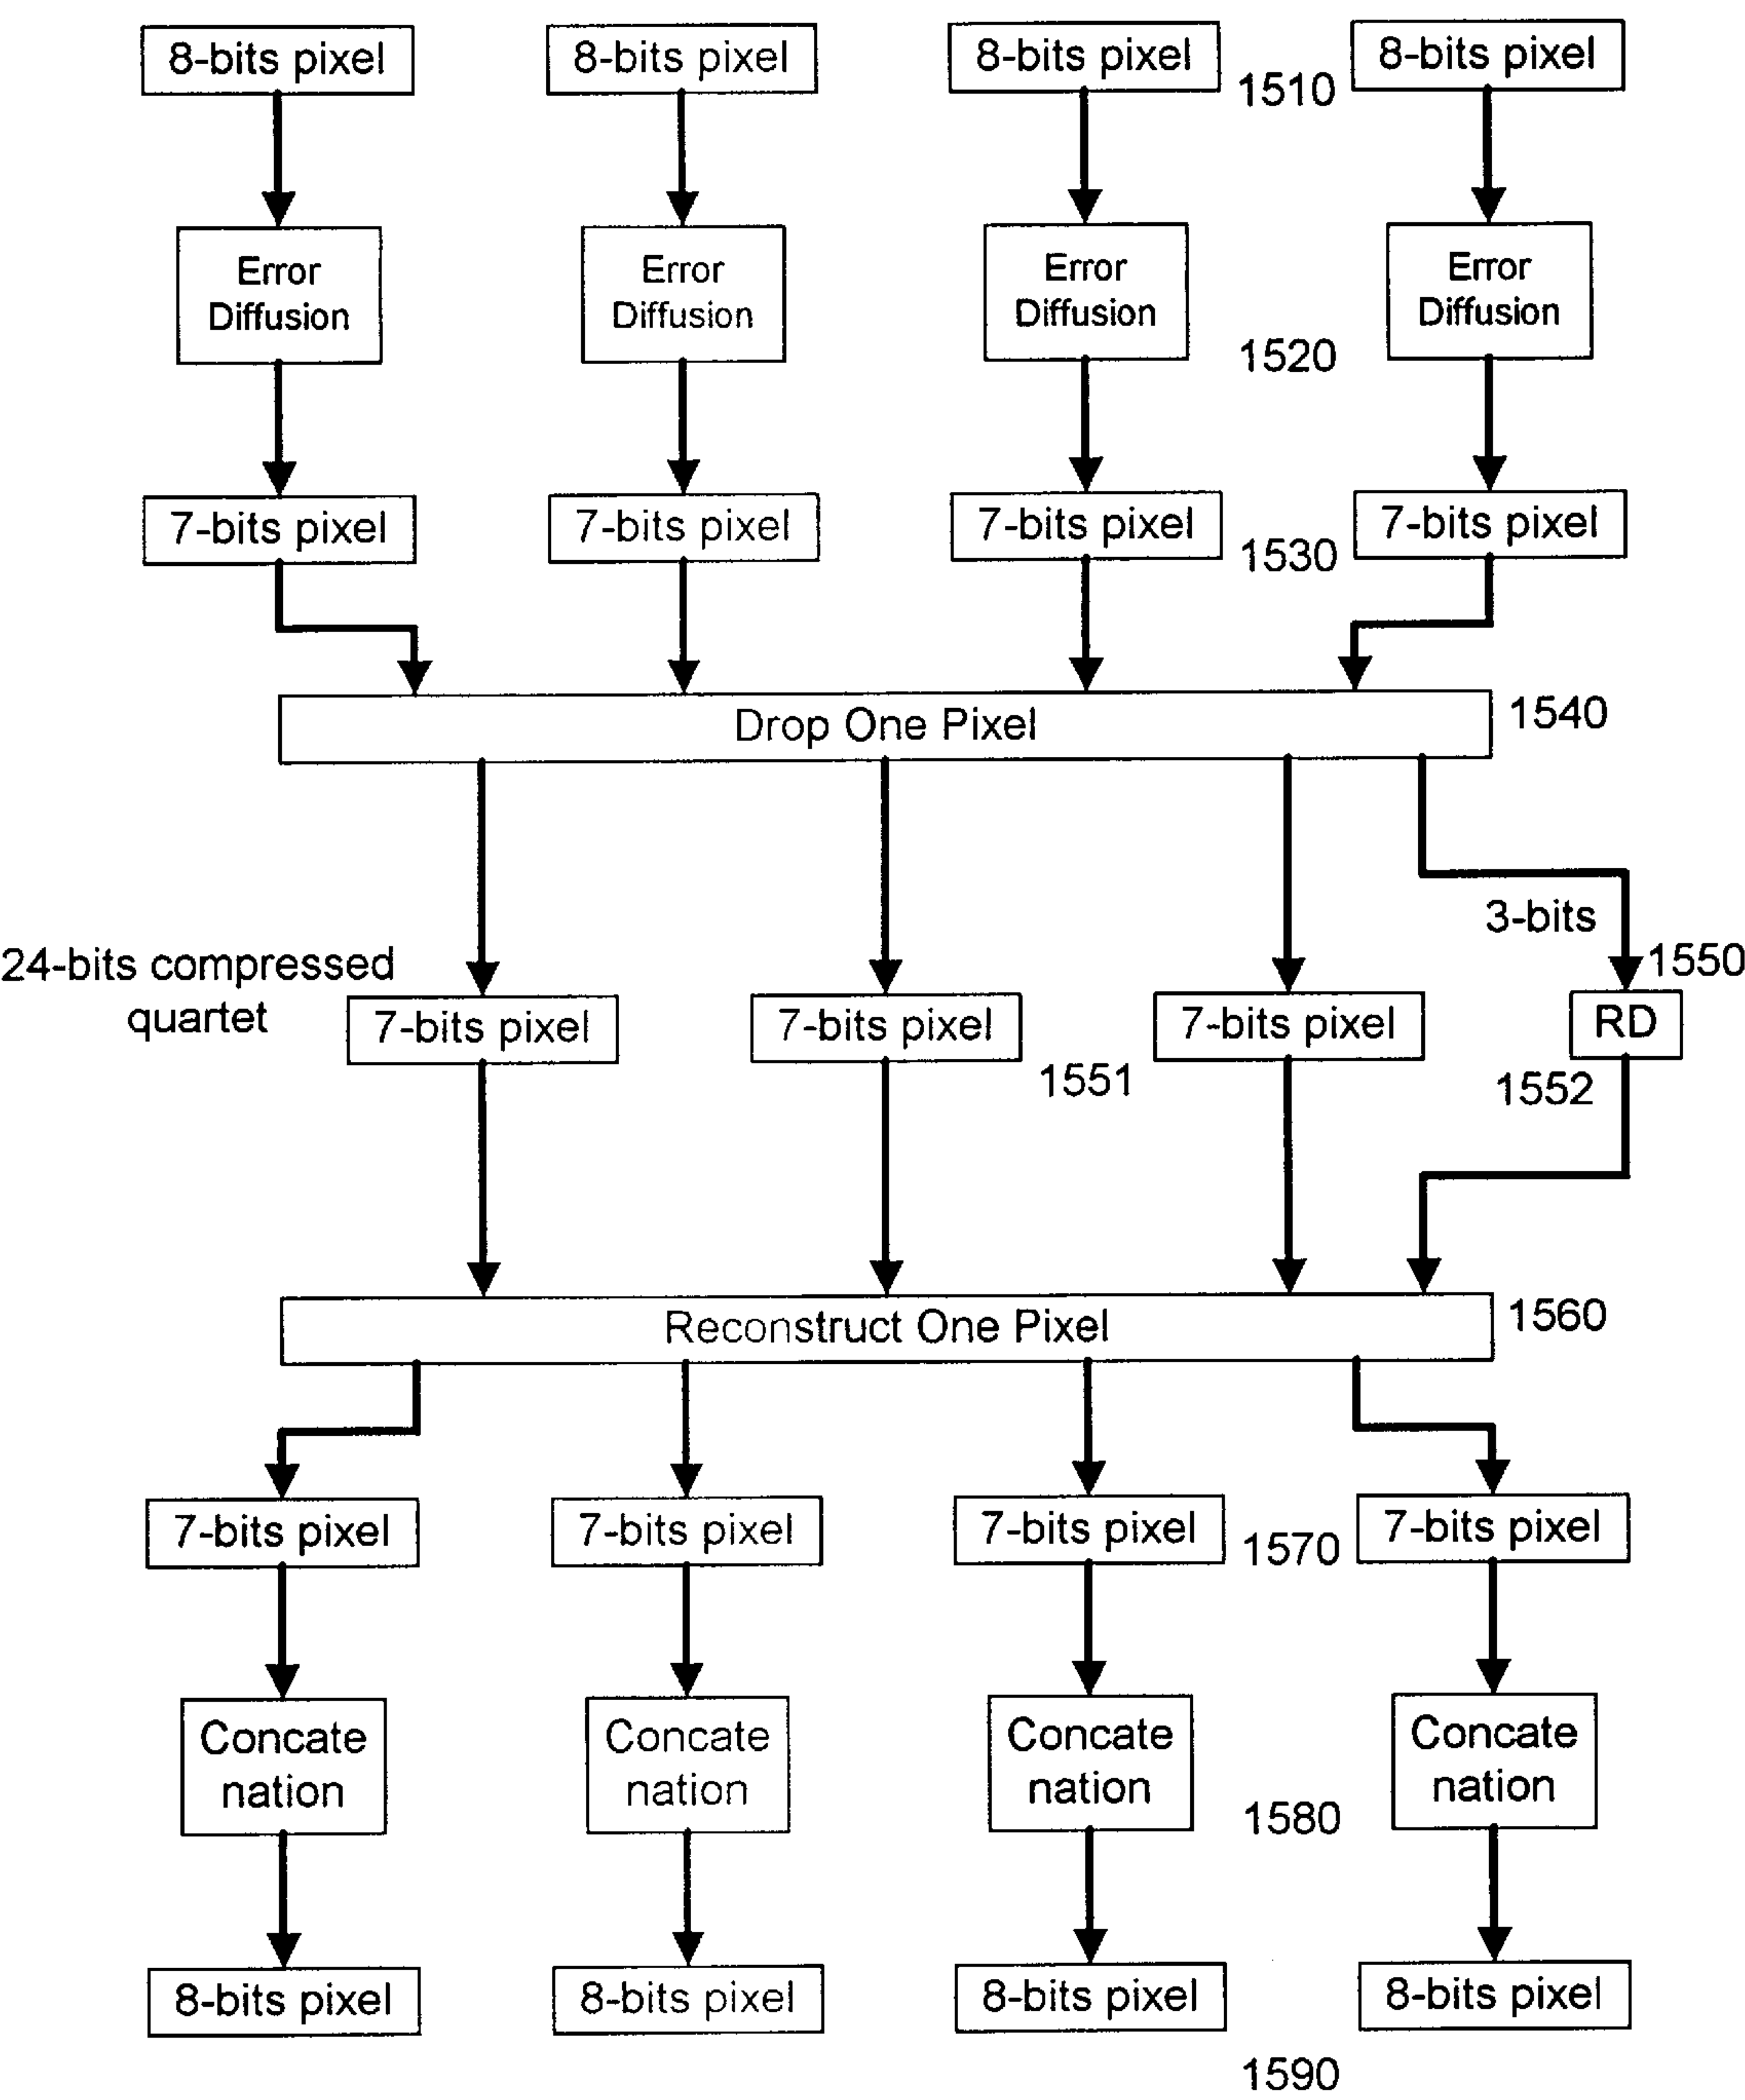 8-bits pixel
8-bits pixel
8-bits pixel
1510
8-bits pixel
Error
Diffusion
Error
Diffusion
Error
Diffusion
1520
Error
Diffusion
7-bits pixel
7-bits pixel
7-bits pixel
1530
7-bits pixel
Drop One Pixel
1540
3-bits
1550
24-bits compressed
quartet
7-bits pixel
7-bits pixel
1551
7-bits pixel
RD
1552
Reconstruct One Pixel
1560
7-bits pixel
7-bits pixel
7-bits pixel
1570
7-bits pixel
Concate
nation
Concate
nation
Concate
nation
1580
Concate
nation
8-bits pixel
8-bits pixel
8-bits pixel
8-bits pixel
1590